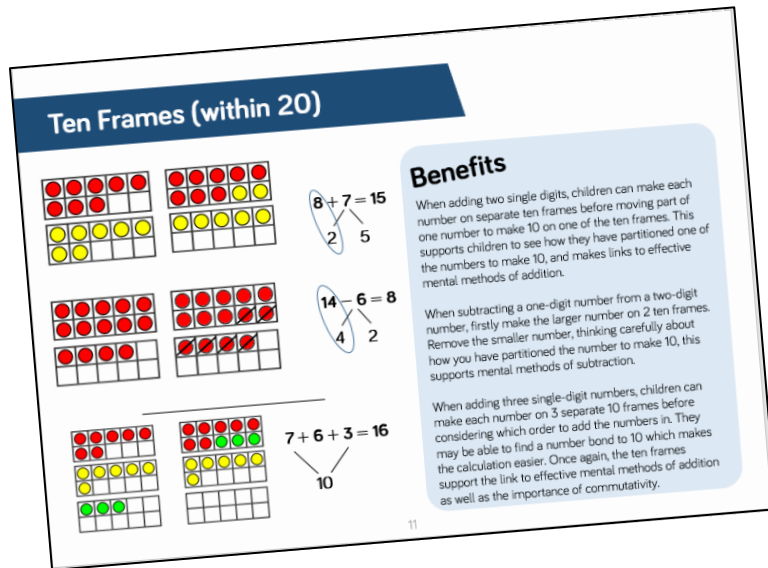 Ten Frames (within 20)
8 + 7 = 15
2 5
14 – 6 = 8
4 2
7 + 6 + 3 = 16
10
Benefits
When adding two single digits, children can make each
number on separate ten frames before moving part of
one number to make 10 on one of the ten frames. This
supports children to see how they have partitioned one of
the numbers to make 10, and makes links to effective
mental methods of addition.
When subtracting a one-digit number from a two-digit
number, firstly make the larger number on 2 ten frames.
Remove the smaller number, thinking carefully about
how you have partitioned the number to make 10, this
supports mental methods of subtraction.
When adding three single-digit numbers, children can
make each number on 3 separate 10 frames before
considering which order to add the numbers in. They
may be able to find a number bond to 10 which makes
the calculation easier. Once again, the ten frames
support the link to effective mental methods of addition
as well as the importance of commutativity.
11